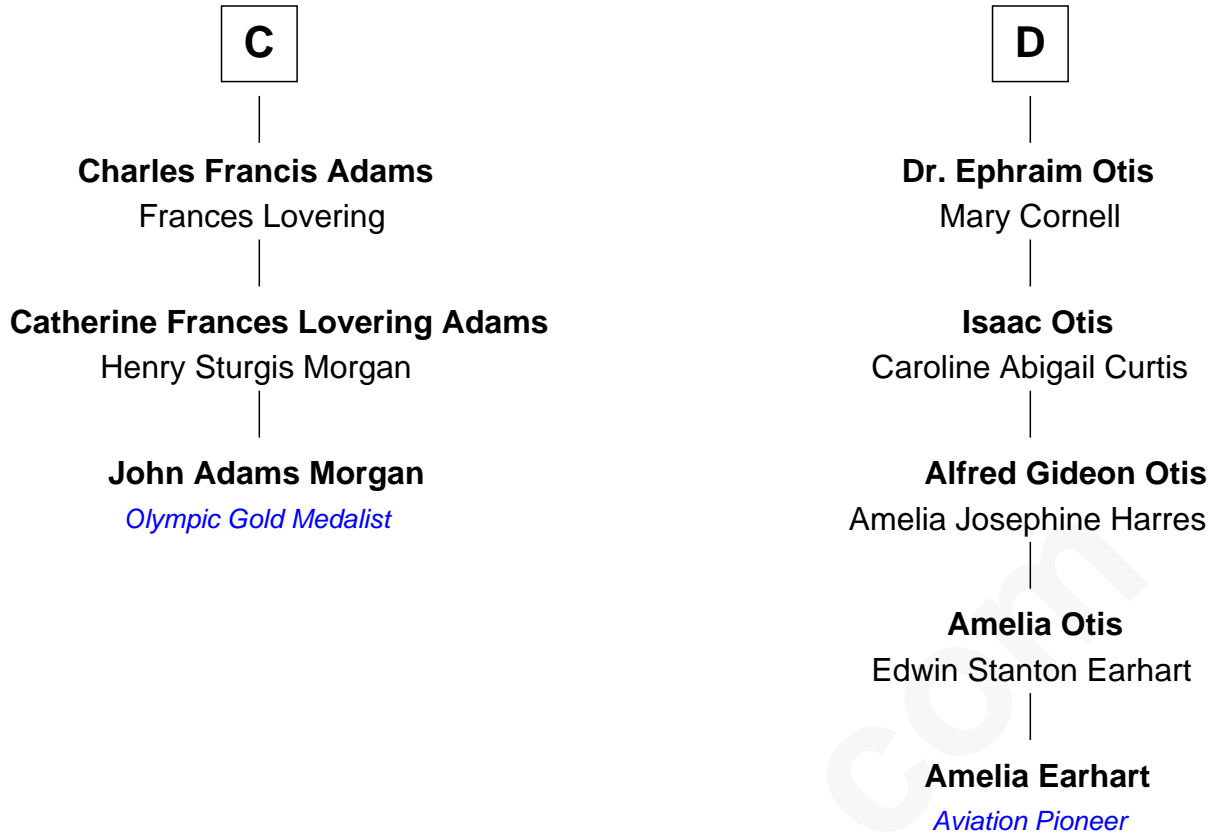 C
Charles Francis Adams
Frances Lovering
Catherine Frances Lovering Adams
Henry Sturgis Morgan
John Adams Morgan
Olympic Gold Medalist
D
Dr. Ephraim Otis
Mary Cornell
Isaac Otis
Caroline Abigail Curtis
Alfred Gideon Otis
Amelia Josephine Harres
Amelia Otis
Edwin Stanton Earhart
Amelia Earhart
Aviation Pioneer
com